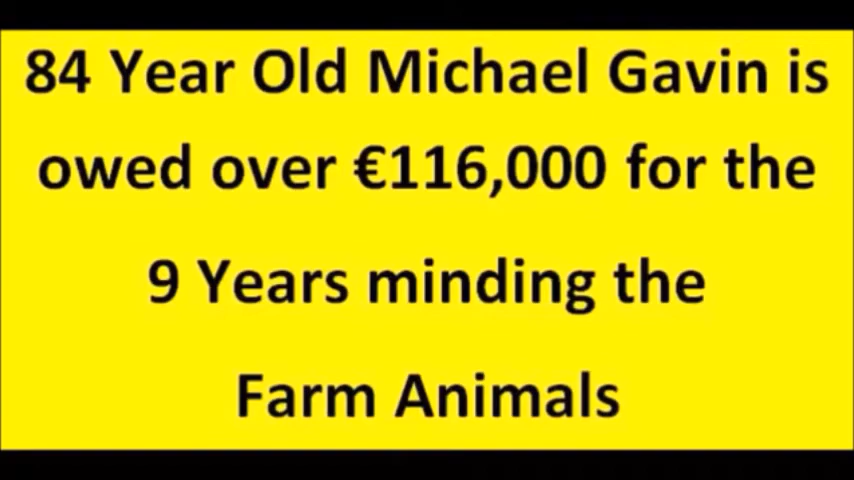 84 Year Old Michael Gavin is
owed over €116,000 for the
9 Years minding the
Farm Animals